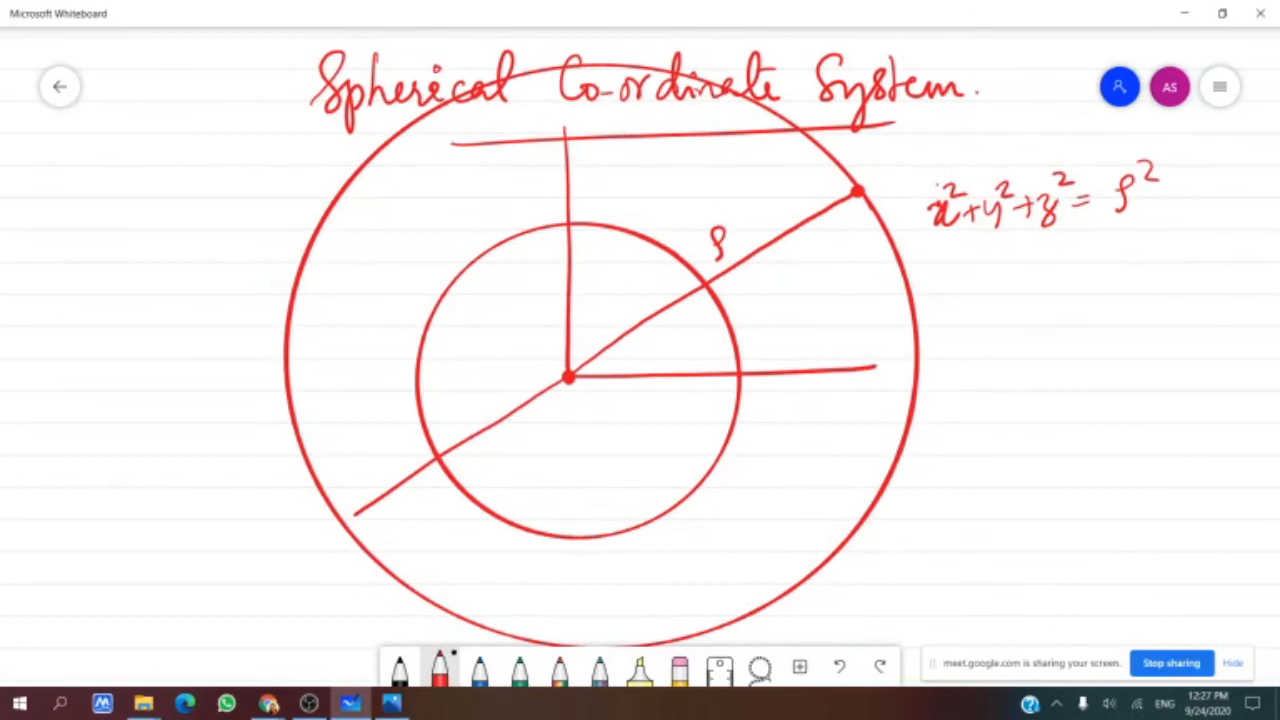 Microsoft Whiteboard
Spherical Co-ordinate System.
AS
x²+y²+z² = ρ²
ρ
meet.google.com is sharing your screen. Stop sharing Hide
ENG
12:27 PM
9/24/2020